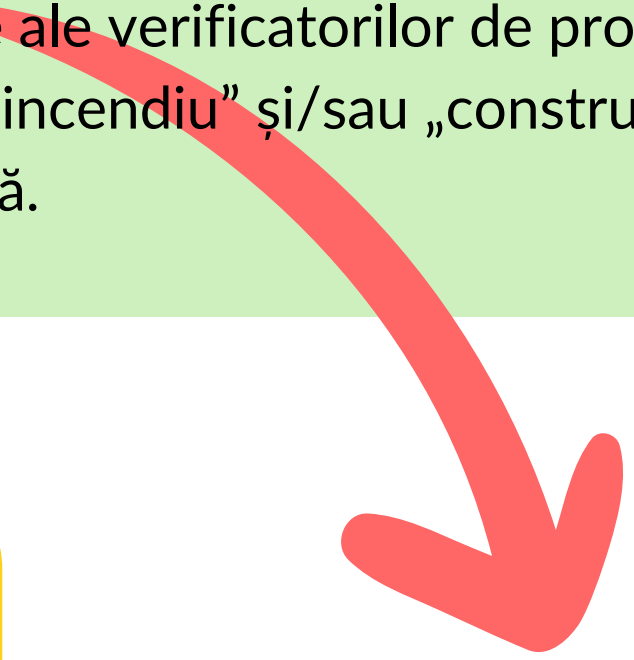 ale verificatorilor de pro
incendiu” și/sau „constru
ă.